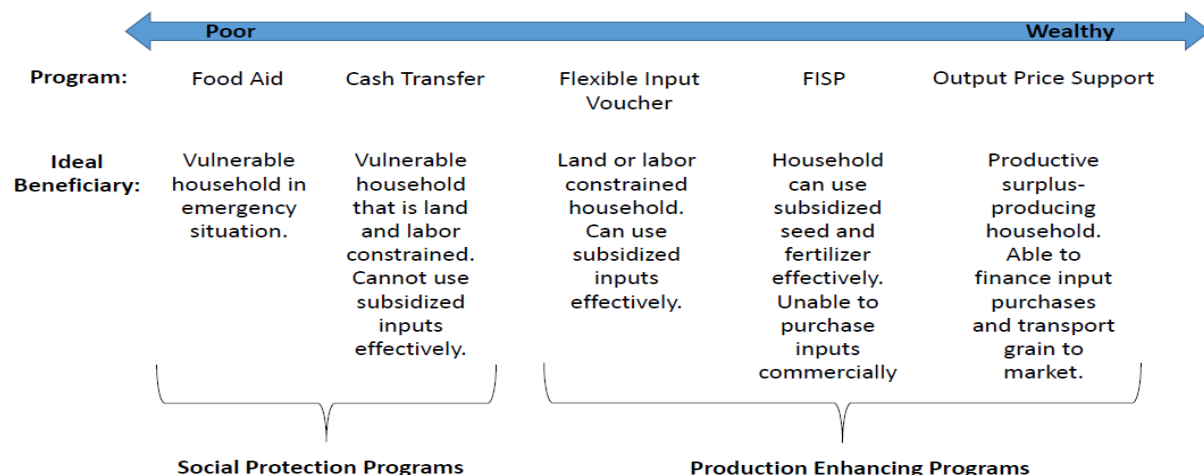 Poor Wealthy
Program: Food Aid Cash Transfer Flexible Input Voucher FISP Output Price Support
Ideal Beneficiary:
Vulnerable
household in
emergency
situation.
Vulnerable
household
that is land
and labor
constrained.
Cannot use
subsidized
inputs
effectively.
Land or labor
constrained
household.
Can use
subsidized
inputs
effectively.
Household
can use
subsidized
seed and
fertilizer
effectively.
Unable to
purchase
inputs
commercially
Productive
surplus-
producing
household.
Able to
finance input
purchases
and transport
grain to
market.
Social Protection Programs Production Enhancing Programs